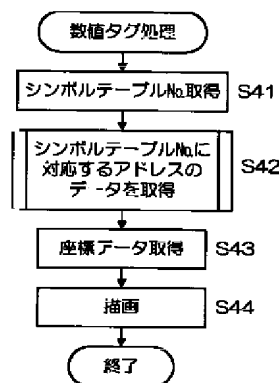 数値タグ処理
シンボルテーブルNo.取得 S41
シンボルテーブルNo.に
対応するアドレスの
データを取得 S42
座標データ取得 S43
描画 S44
終了